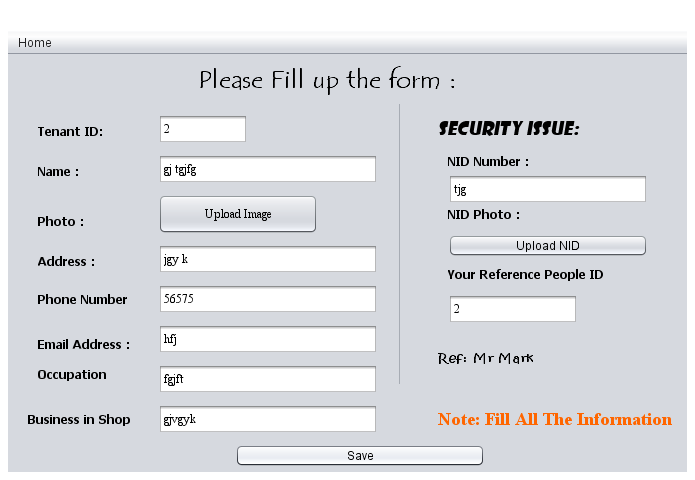 Home
Please Fill up the form :
Tenant ID:
2
Name :
gj tgjfg
Photo :
Upload Image
Address :
jgy k
Phone Number
56575
Email Address :
hfj
Occupation
fgjft
Business in Shop
gjvgyk
SECURITY ISSUE:
NID Number :
tjg
NID Photo :
Upload NID
Your Reference People ID
2
Ref: Mr Mark
Note: Fill All The Information
Save